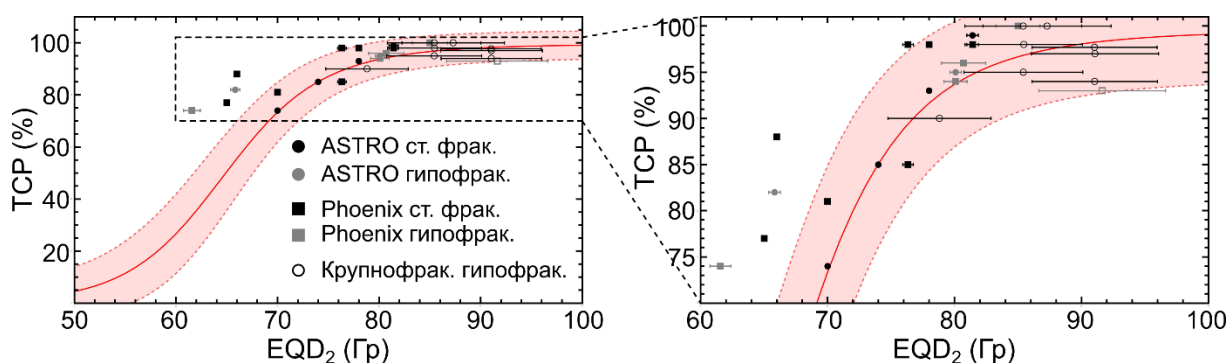 TCP (%)
100
80
60
40
20
50 60 70 80 90 100
EQD₂ (Гр)
ASTRO ст. фрак.
ASTRO гипофрак.
Phoenix ст. фрак.
Phoenix гипофрак.
Крупнофрак. гипофрак.
TCP (%)
100
95
90
85
80
75
60 70 80 90 100
EQD₂ (Гр)